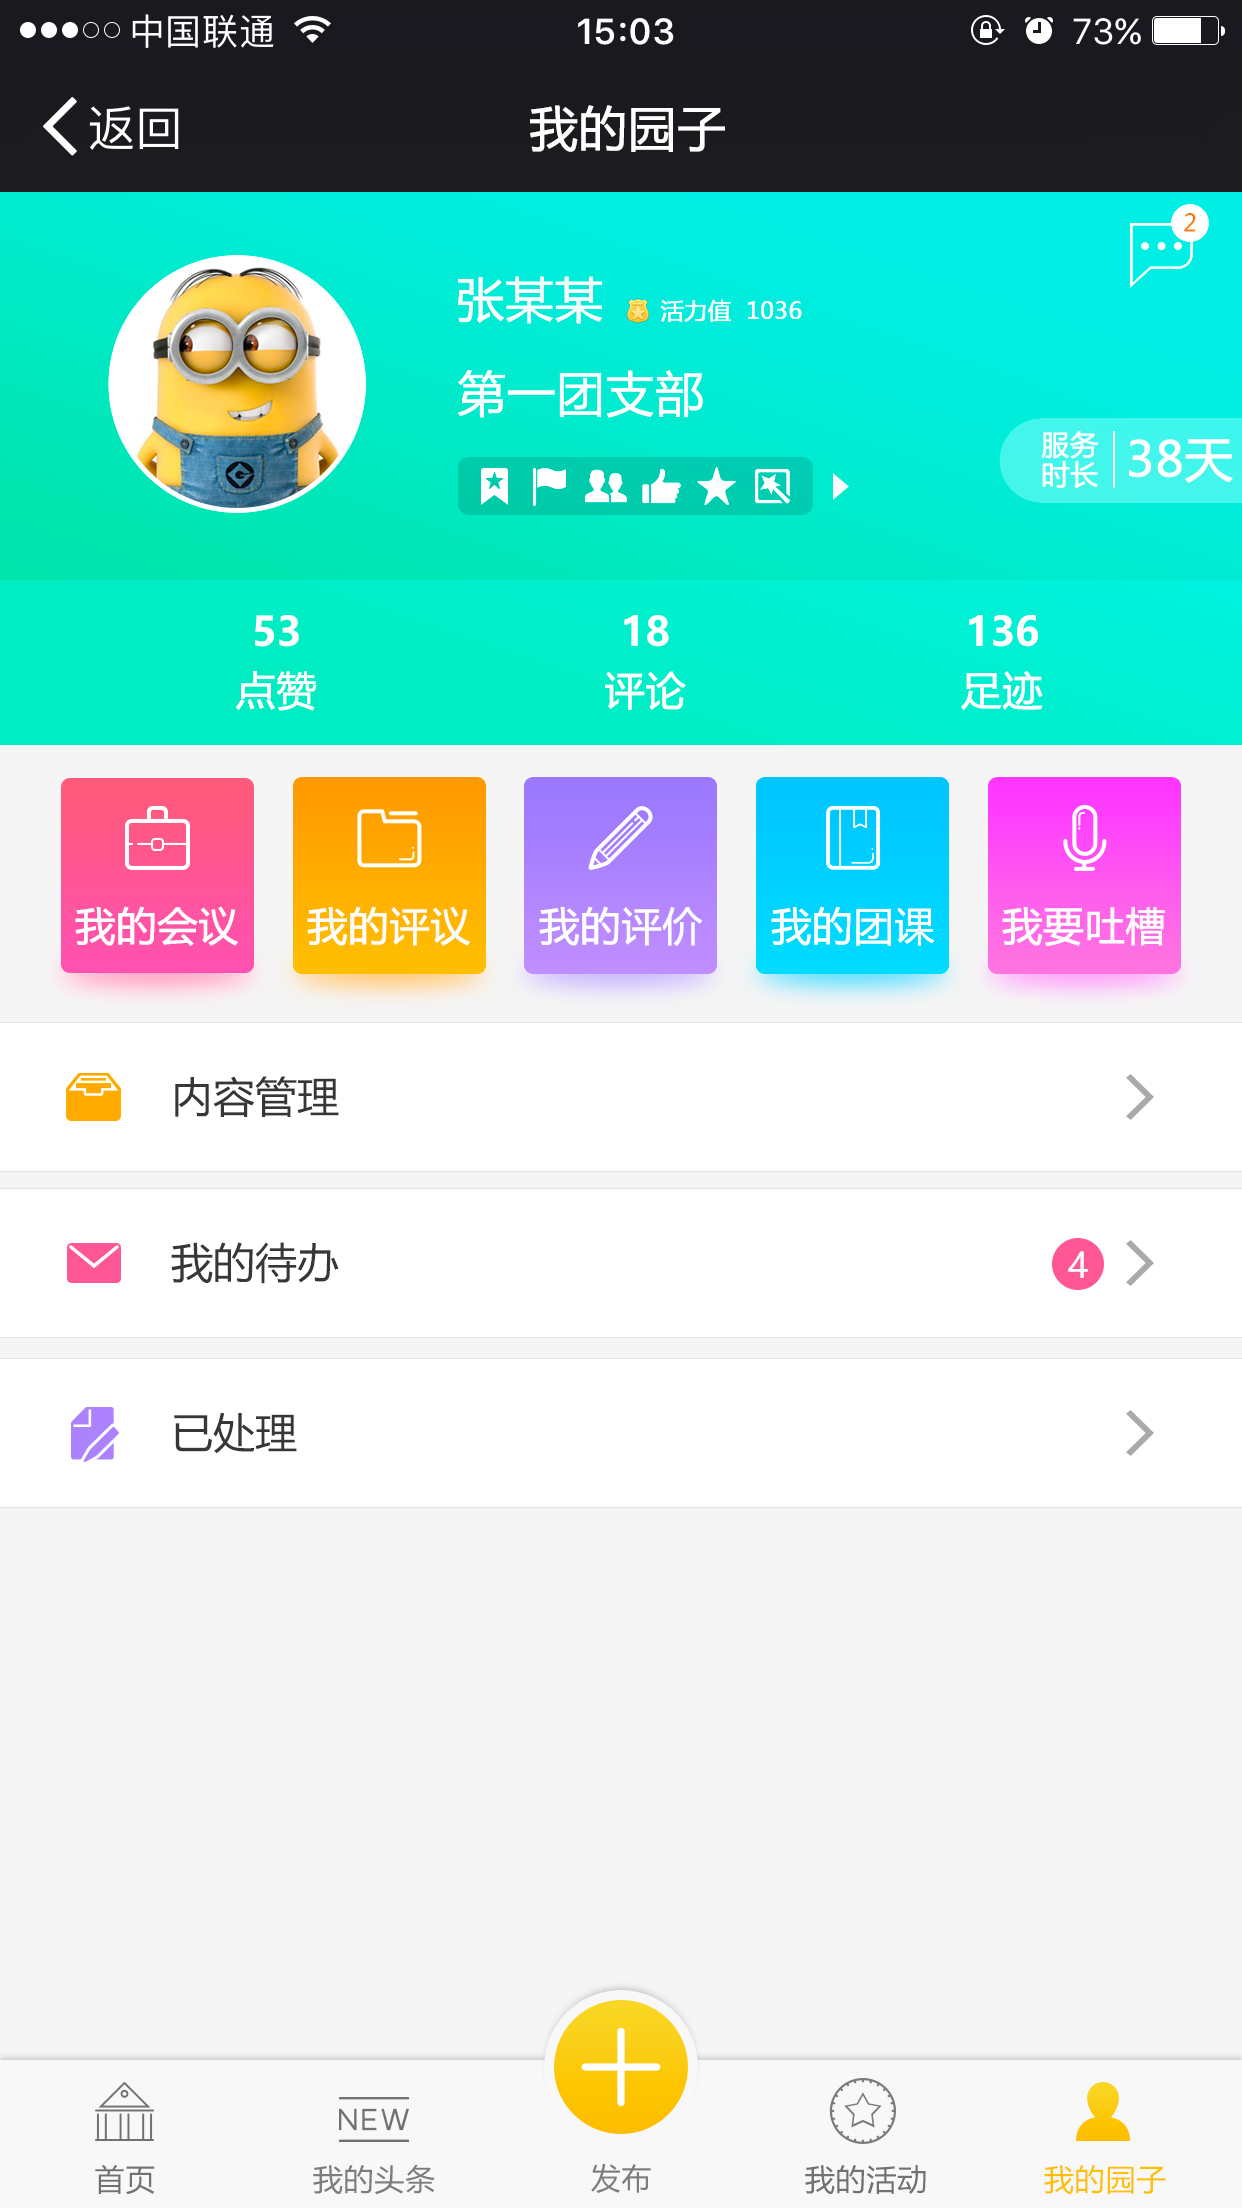 中国联通 15:03 73%
返回 我的园子
2
张某某 活力值 1036
第一团支部
服务时长 38天
53 18 136
点赞 评论 足迹
我的会议 我的评议 我的评价 我的团课 我要吐槽
内容管理
我的待办 4
已处理
NEW
首页 我的头条 发布 我的活动 我的园子